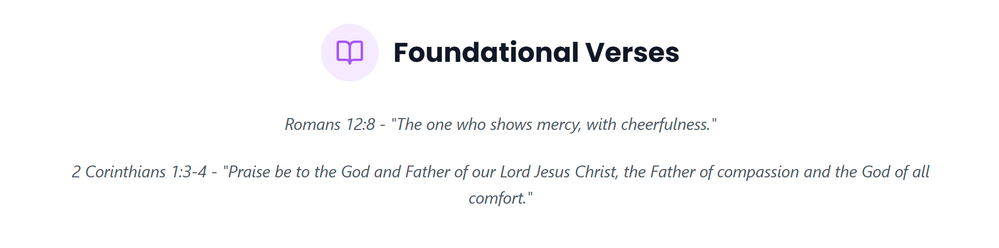 Foundational Verses
Romans 12:8 - "The one who shows mercy, with cheerfulness."
2 Corinthians 1:3-4 - "Praise be to the God and Father of our Lord Jesus Christ, the Father of compassion and the God of all
comfort."